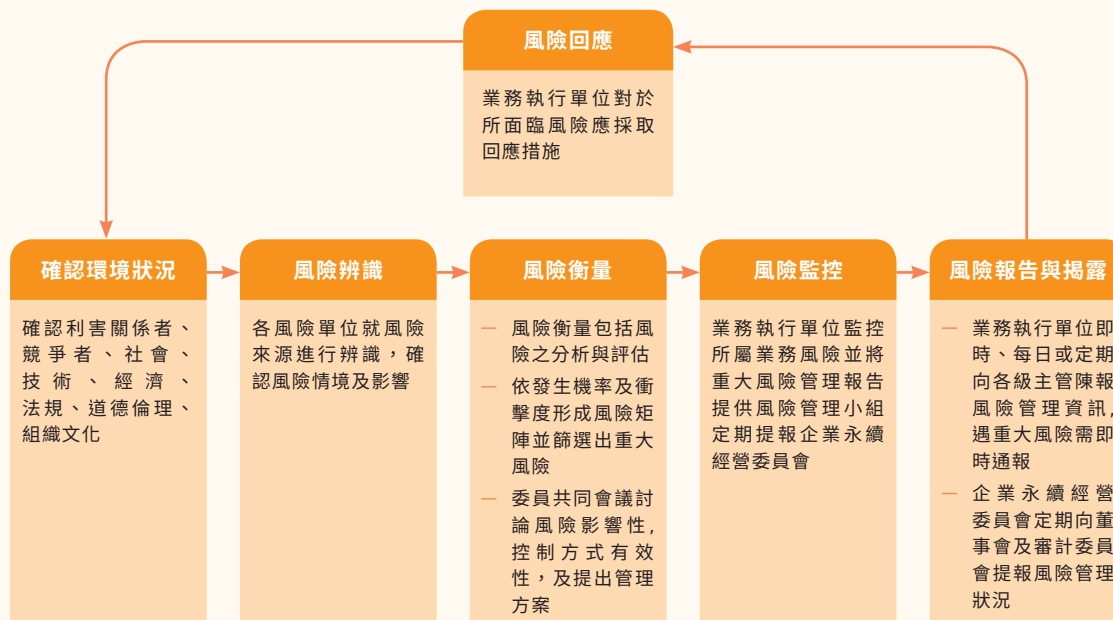 風險回應
業務執行單位對於
所面臨風險應採取
回應措施
確認環境狀況
確認利害關係者、
競爭者、社會、
技術、經濟、
法規、道德倫理、
組織文化
風險辨識
各風險單位就風險
來源進行辨識，確
認風險情境及影響
風險衡量
— 風險衡量包括風
險之分析與評估
— 依發生機率及衝
擊度形成風險矩
陣並篩選出重大
風險
— 委員共同會議討
論風險影響性,
控制方式有效
性，及提出管理
方案
風險監控
業務執行單位監控
所屬業務風險並將
重大風險管理報告
提供風險管理小組
定期提報企業永續
經營委員會
風險報告與揭露
— 業務執行單位即
時、每日或定期
向各級主管陳報
風險管理資訊,
遇重大風險需即
時通報
— 企業永續經營
委員會定期向董
事會及審計委員
會提報風險管理
狀況